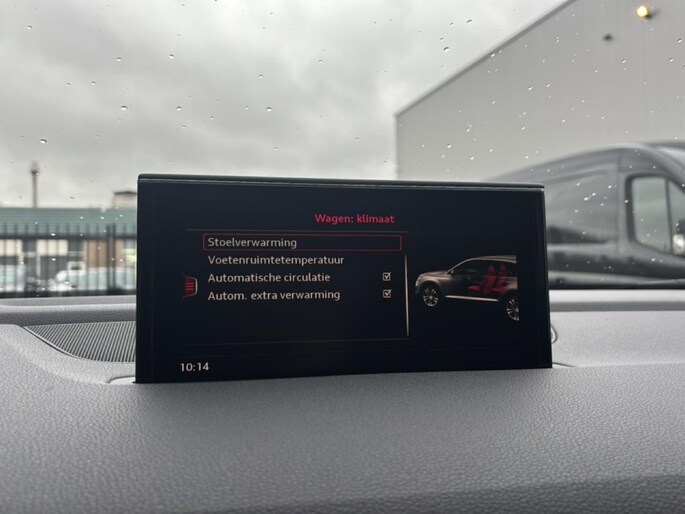 Wagen: klimaat
Stoelverwarming
Voetenruimtetemperatuur
Automatische circulatie
Autom. extra verwarming
10:14